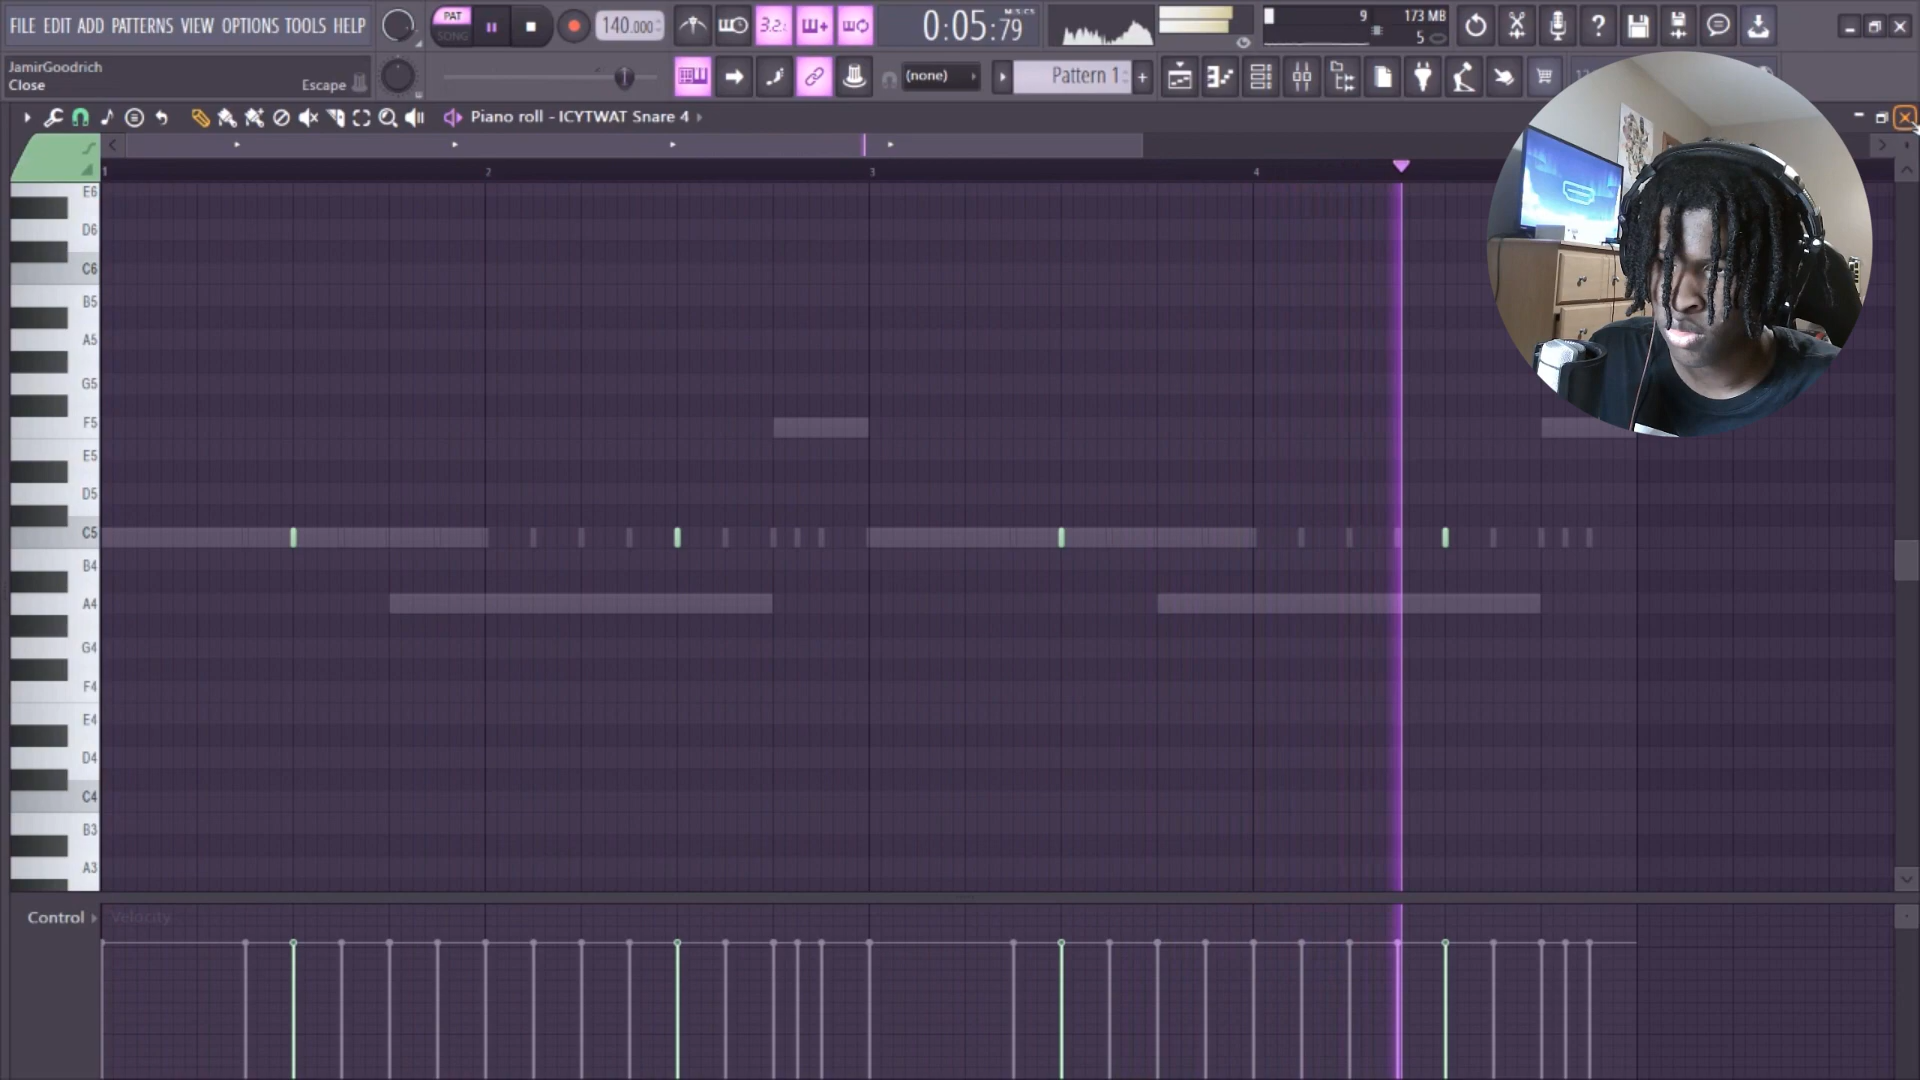 FILE EDIT ADD PATTERNS VIEW OPTIONS TOOLS HELP
PAT
SONG
140.000
3.2:
0:05:79
M:S:CS
9
173 MB
5
JamirGoodrich
Close
Escape
(none)
Pattern 1
Piano roll - ICYTWAT Snare 4
1
2
3
4
E6
D6
C6
B5
A5
G5
F5
E5
D5
C5
B4
A4
G4
F4
E4
D4
C4
B3
A3
Control
Velocity